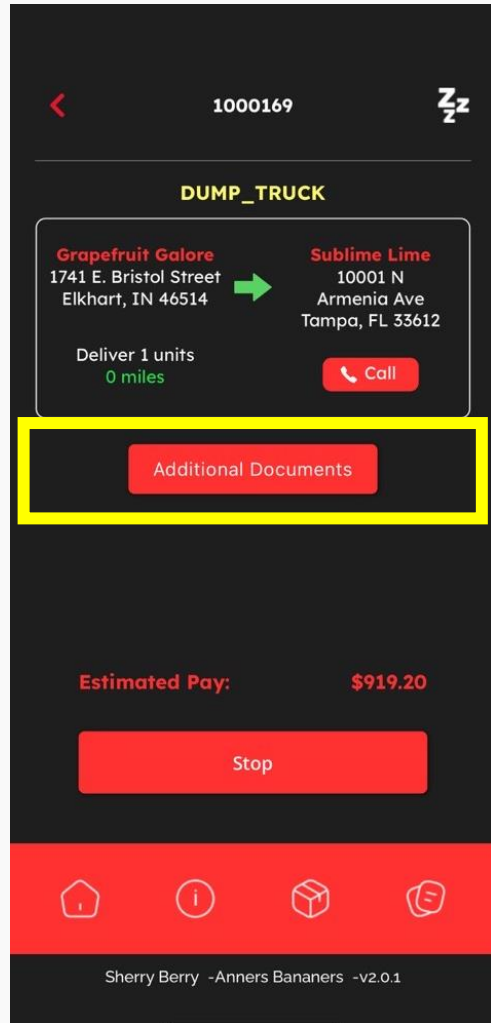 1000169
Zzz
DUMP_TRUCK
Grapefruit Galore
1741 E. Bristol Street
Elkhart, IN 46514
Deliver 1 units
0 miles
Sublime Lime
10001 N
Armenia Ave
Tampa, FL 33612
Call
Additional Documents
Estimated Pay: $919.20
Stop
Sherry Berry -Anners Bananers -v2.0.1